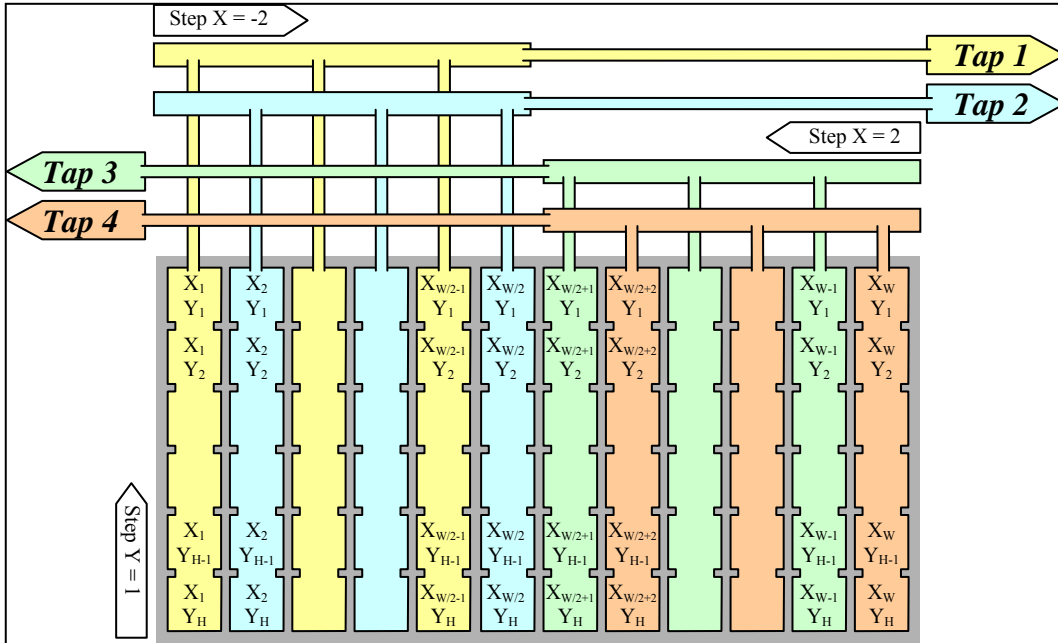 Step X = -2
Tap 1
Tap 2
Step X = 2
Tap 3
Tap 4
X1 X2 XW/2-1 XW/2 XW/2+1 XW/2+2 XW-1 XW
Y1 Y1 Y1 Y1 Y1 Y1 Y1 Y1
X1 X2 XW/2-1 XW/2 XW/2+1 XW/2+2 XW-1 XW
Y2 Y2 Y2 Y2 Y2 Y2 Y2 Y2
Step Y = 1
X1 X2 XW/2-1 XW/2 XW/2+1 XW/2+2 XW-1 XW
YH-1 YH-1 YH-1 YH-1 YH-1 YH-1 YH-1 YH-1
X1 X2 XW/2-1 XW/2 XW/2+1 XW/2+2 XW-1 XW
YH YH YH YH YH YH YH YH